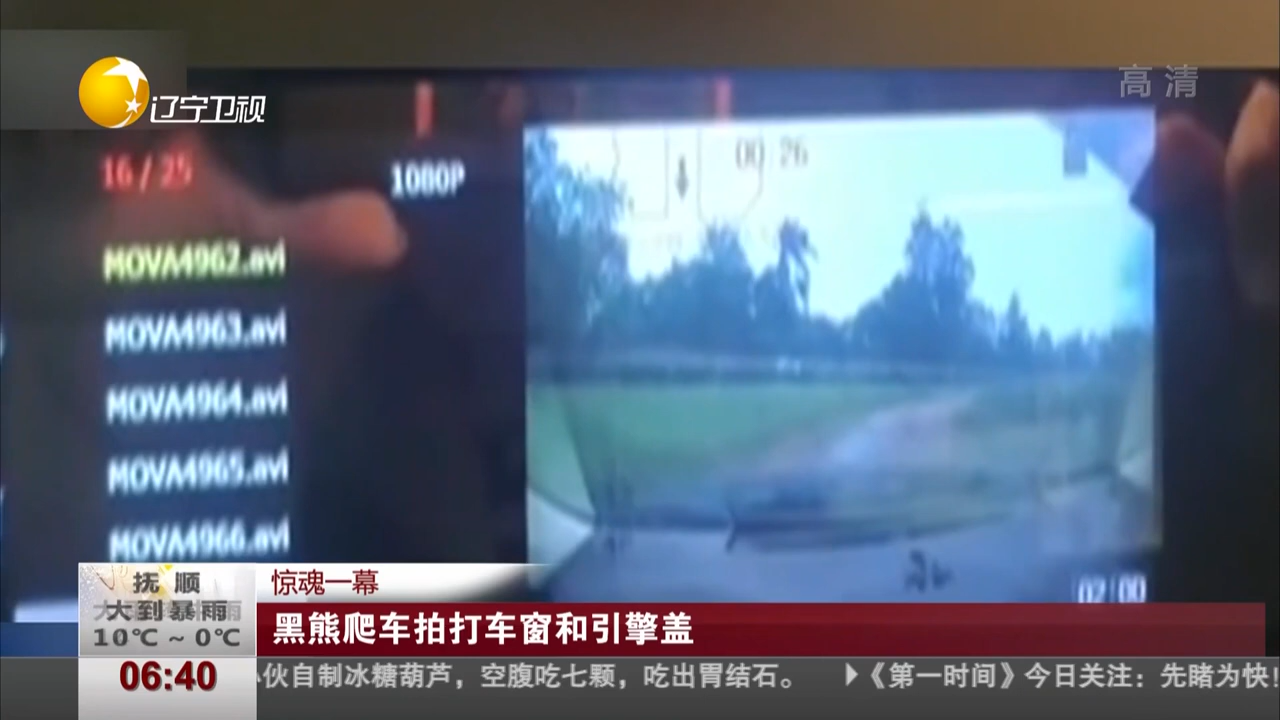 辽宁卫视
高清
16/25
1080P
00 26
MOVA4962.avi
MOVA4963.avi
MOVA4964.avi
MOVA4965.avi
MOVA4966.avi
02:00
抚顺
大到暴雨
10℃~0℃
06:40
惊魂一幕
黑熊爬车拍打车窗和引擎盖
伙自制冰糖葫芦，空腹吃七颗，吃出胃结石。 ▶《第一时间》今日关注：先睹为快！